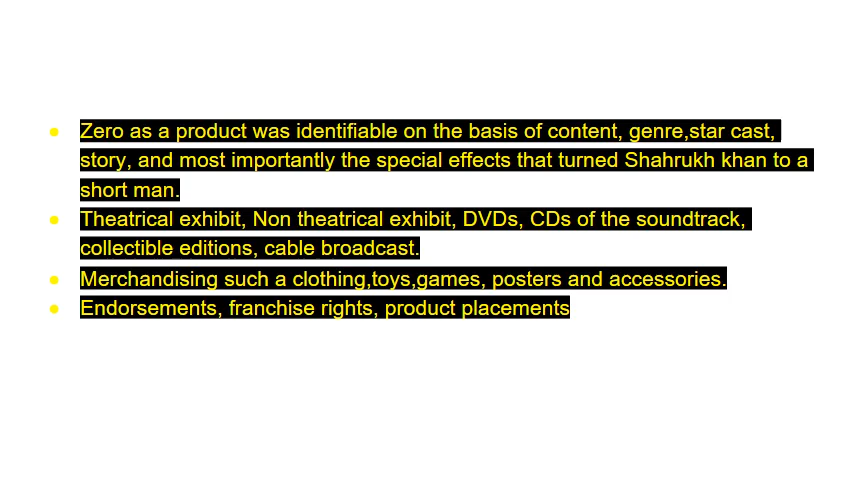 ● Zero as a product was identifiable on the basis of content, genre,star cast,
story, and most importantly the special effects that turned Shahrukh khan to a
short man.
● Theatrical exhibit, Non theatrical exhibit, DVDs, CDs of the soundtrack,
collectible editions, cable broadcast.
● Merchandising such a clothing,toys,games, posters and accessories.
● Endorsements, franchise rights, product placements